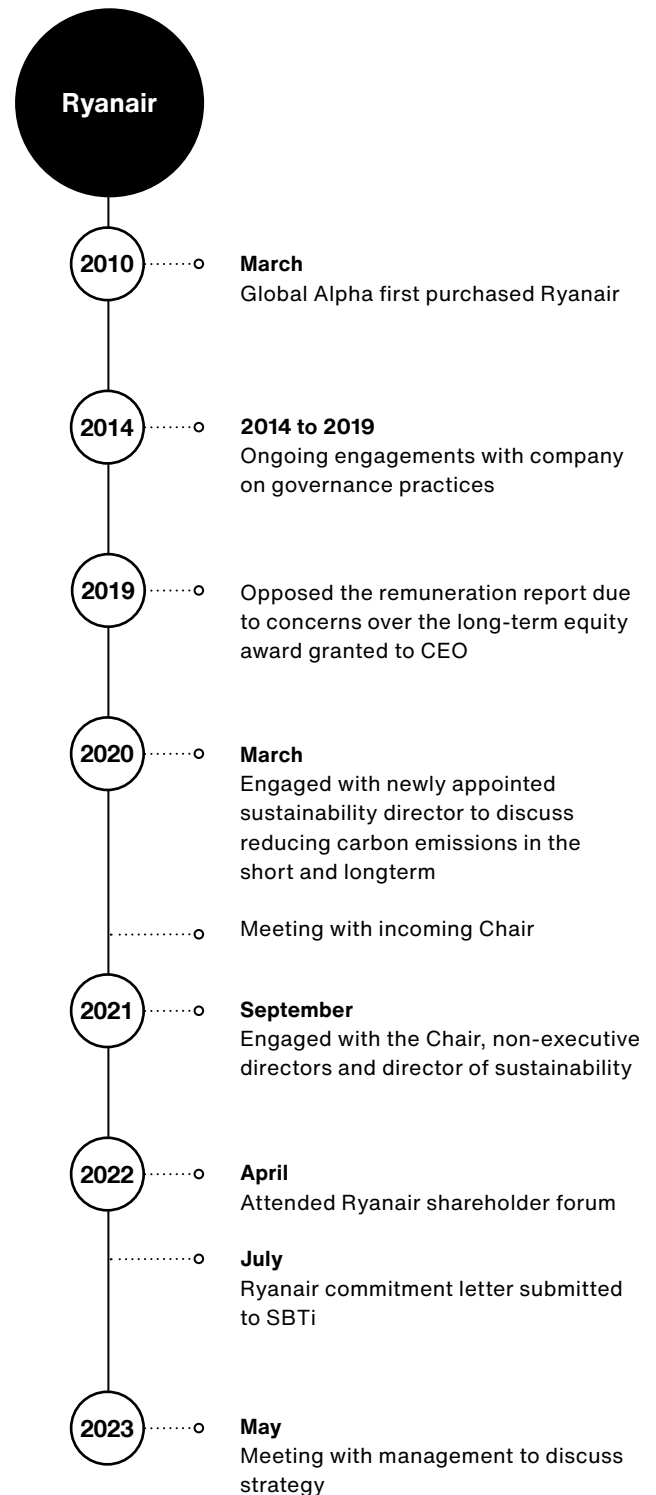 Ryanair
2010
March
Global Alpha first purchased Ryanair
2014
2014 to 2019
Ongoing engagements with company
on governance practices
2019
Opposed the remuneration report due
to concerns over the long-term equity
award granted to CEO
2020
March
Engaged with newly appointed
sustainability director to discuss
reducing carbon emissions in the
short and longterm
Meeting with incoming Chair
2021
September
Engaged with the Chair, non-executive
directors and director of sustainability
2022
April
Attended Ryanair shareholder forum
July
Ryanair commitment letter submitted
to SBTi
2023
May
Meeting with management to discuss
strategy